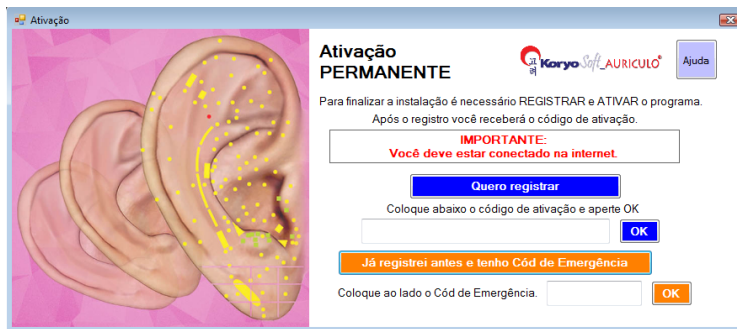 Ativação
Ativação
PERMANENTE
KoryoSoft_AURICULO®
Ajuda
Para finalizar a instalação é necessário REGISTRAR e ATIVAR o programa.
Após o registro você receberá o código de ativação.
IMPORTANTE:
Você deve estar conectado na internet.
Quero registrar
Coloque abaixo o código de ativação e aperte OK
OK
Já registrei antes e tenho Cód de Emergência
Coloque ao lado o Cód de Emergência.
OK